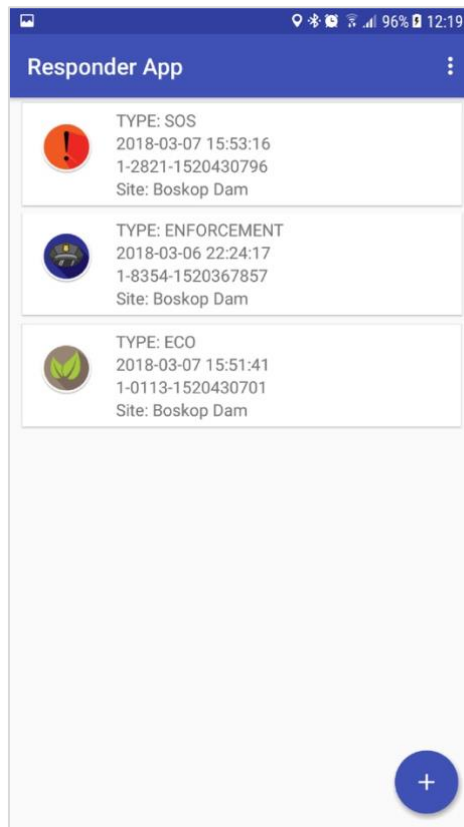 96% 12:19
Responder App
TYPE: SOS
2018-03-07 15:53:16
1-2821-1520430796
Site: Boskop Dam
TYPE: ENFORCEMENT
2018-03-06 22:24:17
1-8354-1520367857
Site: Boskop Dam
TYPE: ECO
2018-03-07 15:51:41
1-0113-1520430701
Site: Boskop Dam
+